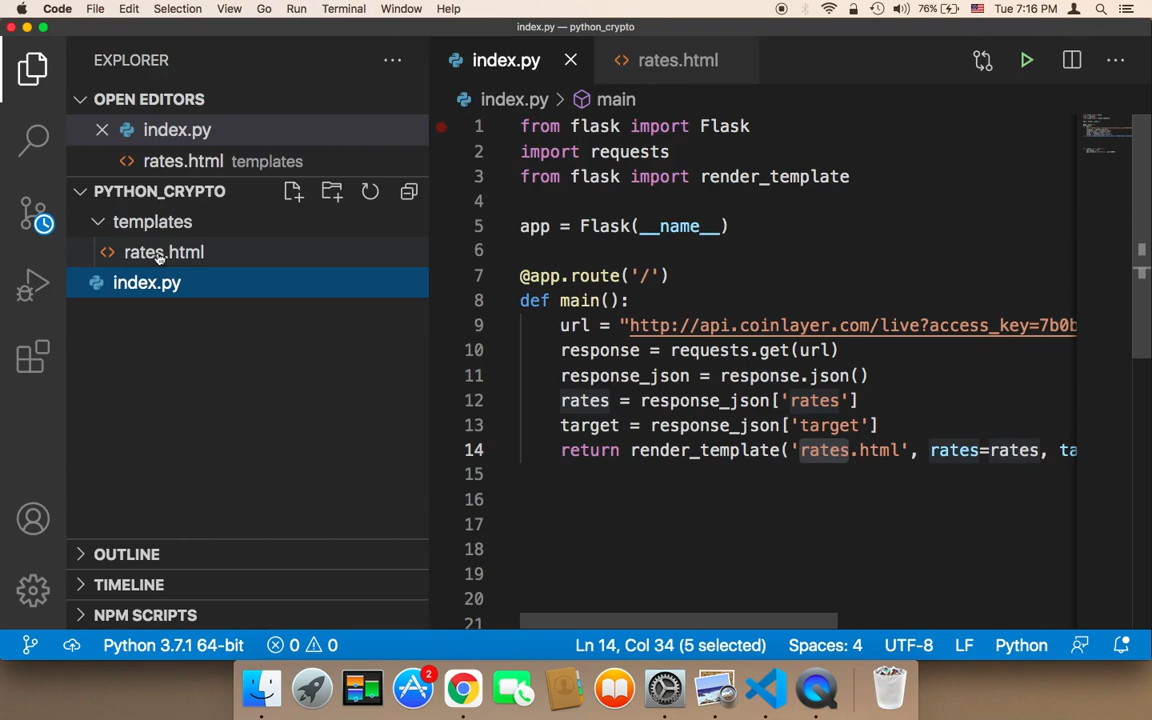 Code File Edit Selection View Go Run Terminal Window Help 76% Tue 7:16 PM
index.py — python_crypto
EXPLORER
OPEN EDITORS
index.py
rates.html templates
PYTHON_CRYPTO
templates
rates.html
index.py
OUTLINE
TIMELINE
NPM SCRIPTS
index.py rates.html
index.py > main
1 from flask import Flask
2 import requests
3 from flask import render_template
4
5 app = Flask(__name__)
6
7 @app.route('/')
8 def main():
9 url = "http://api.coinlayer.com/live?access_key=7b0b
10 response = requests.get(url)
11 response_json = response.json()
12 rates = response_json['rates']
13 target = response_json['target']
14 return render_template('rates.html', rates=rates, ta
15
16
17
18
19
20
21
Python 3.7.1 64-bit 0 0 Ln 14, Col 34 (5 selected) Spaces: 4 UTF-8 LF Python
2